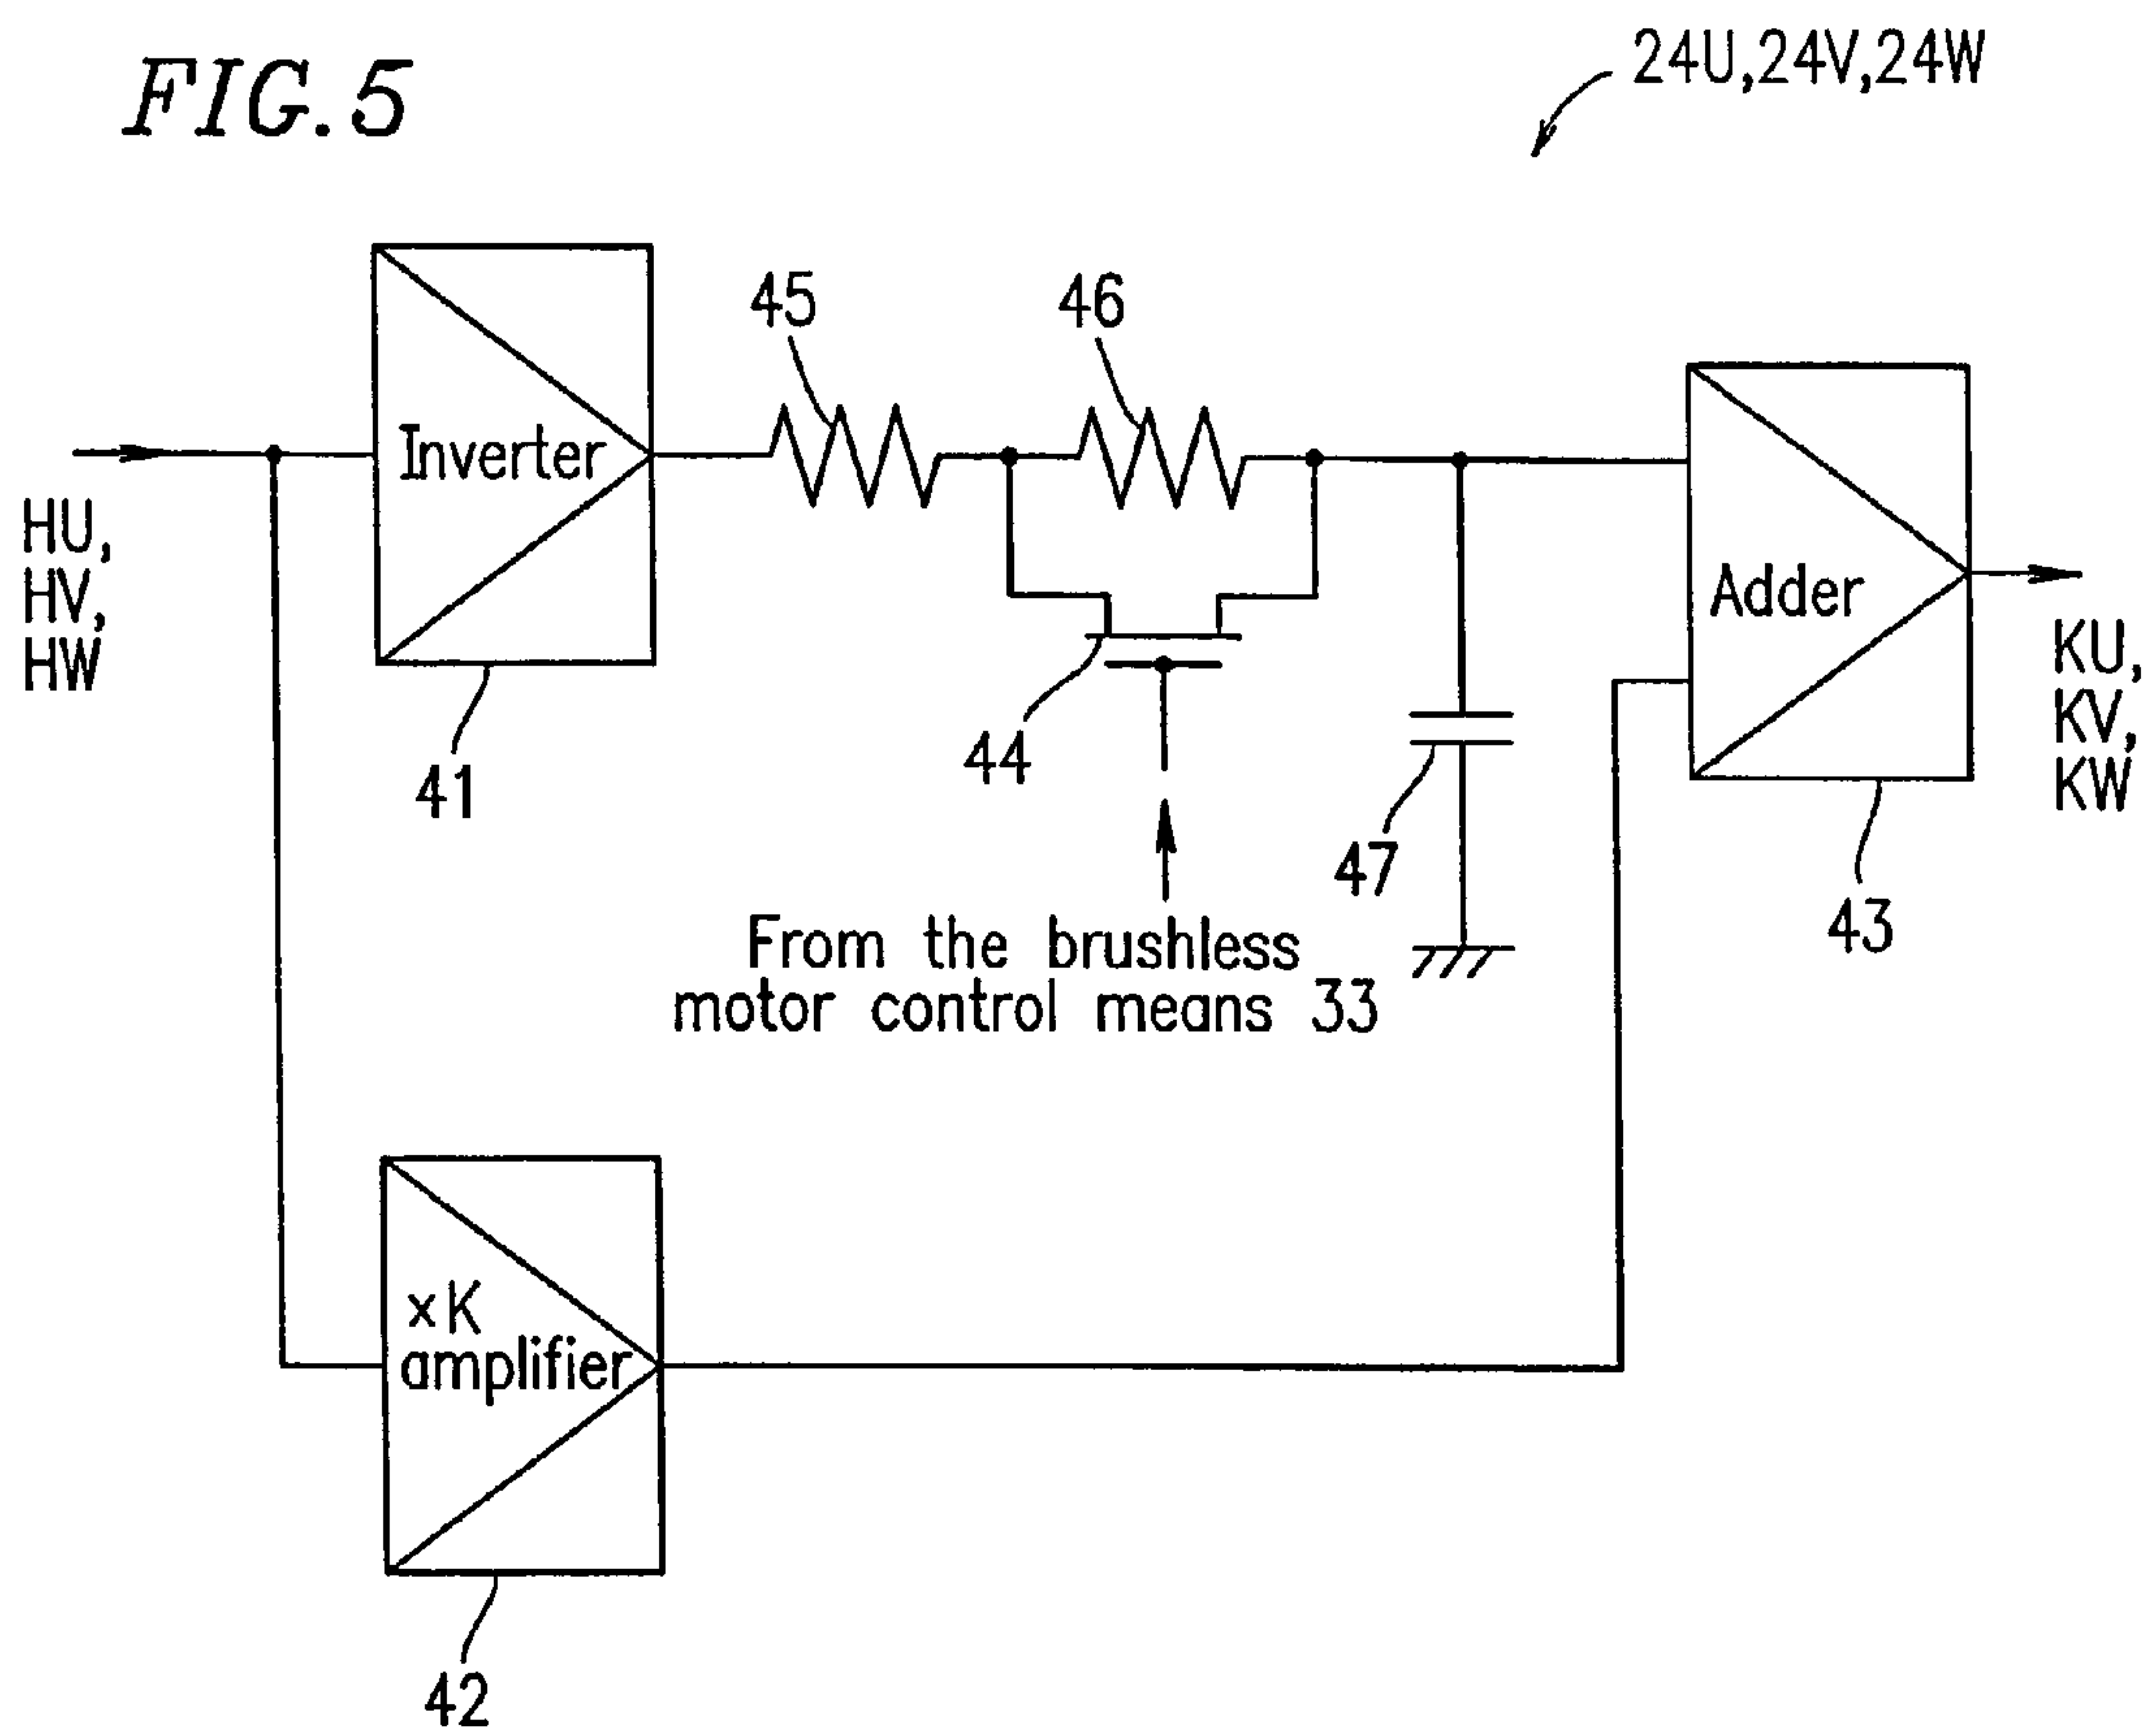 FIG.5
24U,24V,24W
45
46
Inverter
HU,
HV,
HW
Adder
KU,
KV,
KW
44
41
47
43
From the brushless
motor control means 33
xK
amplifier
42